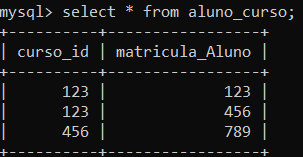 mysql> select * from aluno_curso;
+----------+-----------------+
| curso_id | matricula_Aluno |
+----------+-----------------+
|      123 |             123 |
|      123 |             456 |
|      456 |             789 |
+----------+-----------------+